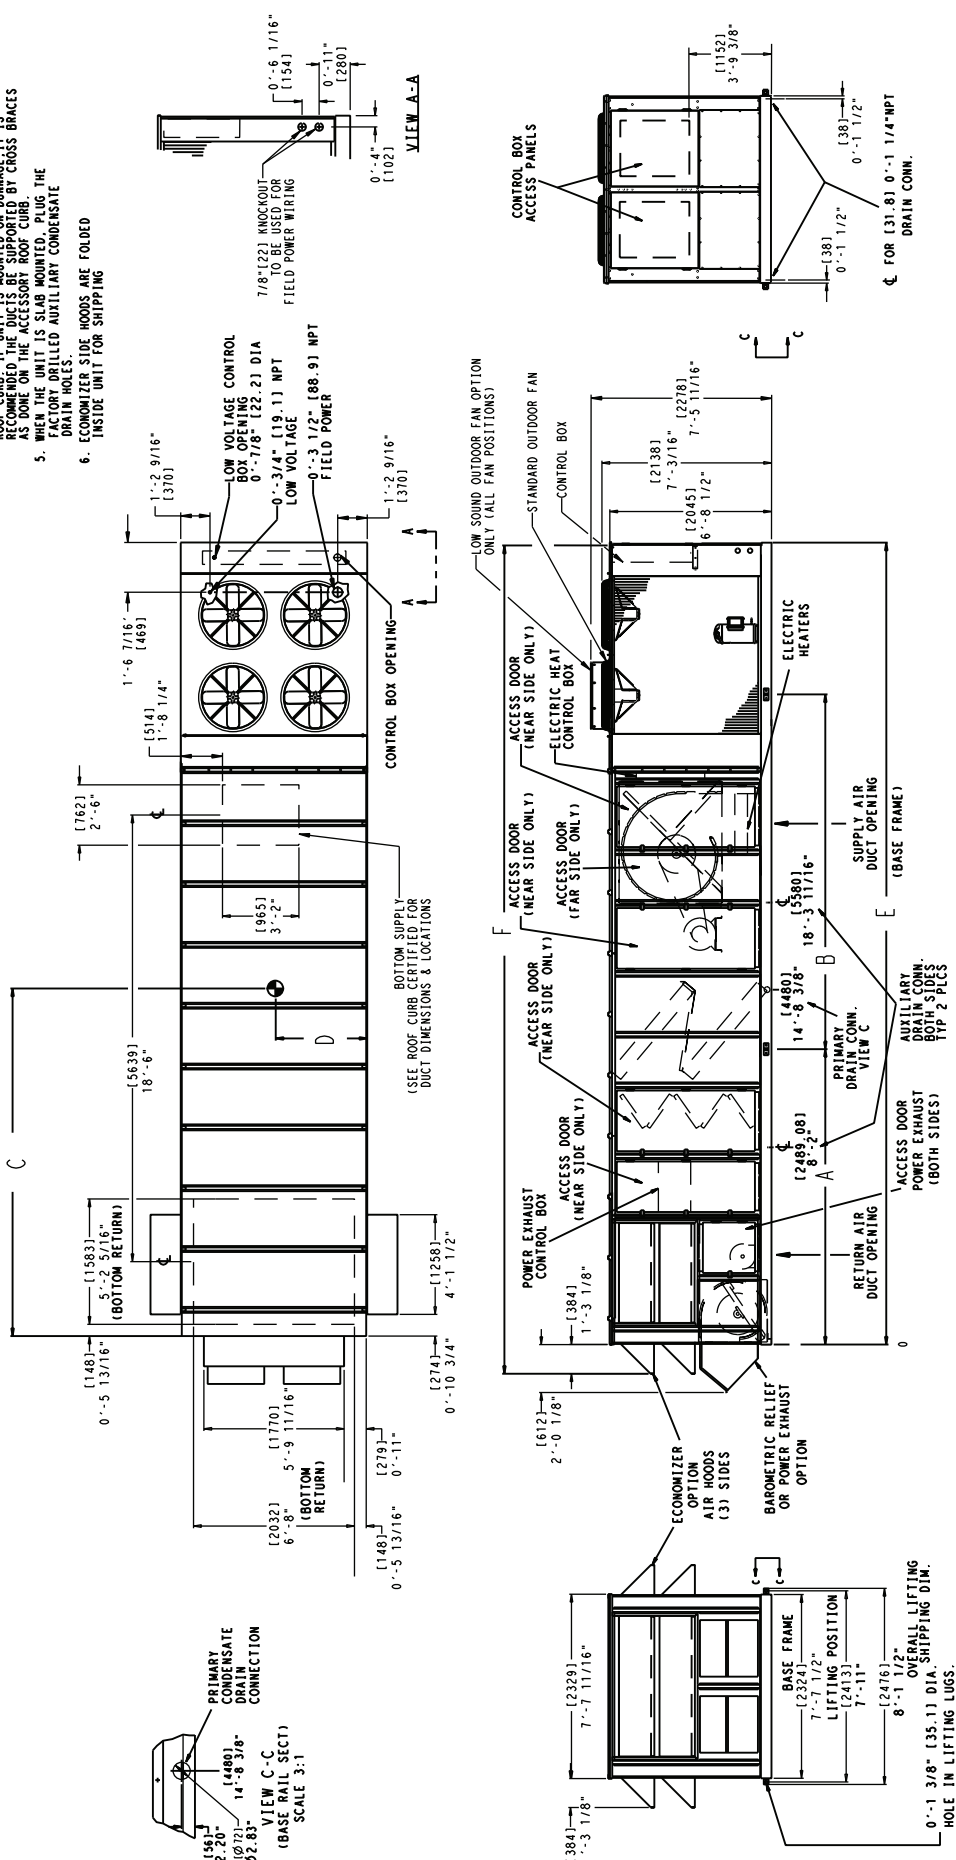 RECOMMENDED THE DUCTS BE SUPPORTED BY CROSS BRACES
AS DONE ON THE ACCESSORY ROOF CURB.
5. WHEN THE UNIT IS SLAB MOUNTED, PLUG THE
FACTORY DRILLED AUXILIARY CONDENSATE
DRAIN HOLES.
6. ECONOMIZER SIDE HOODS ARE FOLDED
INSIDE UNIT FOR SHIPPING
0'-6 1/16"
[154]
0'-11"
[280]
0'-4"
[102]
VIEW A-A
7/8"[22] KNOCKOUT
TO BE USED FOR
FIELD POWER WIRING
LOW VOLTAGE CONTROL
BOX OPENING
0'-7/8" [22.2] DIA
0'-3/4" [19.1] NPT
LOW VOLTAGE
0'-3 1/2" [88.9] NPT
FIELD POWER
1'-2 9/16"
[370]
1'-2 9/16"
[370]
A
A
1'-6 7/16'
[469]
[514]
1'-8 1/4"
[762]
2'-6"
[965]
3'-2"
CONTROL BOX OPENING
BOTTOM SUPPLY
(SEE ROOF CURB CERTIFIED FOR
DUCT DIMENSIONS & LOCATIONS
C
D
[5639]
18'-6"
[1583]
5'-2 5/16"
(BOTTOM RETURN)
[148]
0'-5 13/16"
[1258]
4'-1 1/2"
[274]
0'-10 3/4"
[1770]
5'-9 11/16"
[279]
0'-11"
[2032]
6'-8"
(BOTTOM
RETURN)
[148]
0'-5 13/16"
PRIMARY
CONDENSATE
DRAIN
CONNECTION
[4480]
14'-8 3/8"
[56]
2.20"
[Ø72]
Ø2.83"
VIEW C-C
(BASE RAIL SECT)
SCALE 3:1
CONTROL BOX
ACCESS PANELS
[1152]
3'-9 3/8"
[38]
0'-1 1/2"
[38]
0'-1 1/2"
℄ FOR [31.8] 0'-1 1/4"NPT
DRAIN CONN.
C
C
LOW SOUND OUTDOOR FAN OPTION
ONLY (ALL FAN POSITIONS)
STANDARD OUTDOOR FAN
CONTROL BOX
[2278]
7'-5 11/16"
[2138]
7'-3/16"
[2045]
6'-8 1/2"
ACCESS DOOR
(NEAR SIDE ONLY)
ELECTRIC HEAT
CONTROL BOX
ELECTRIC
HEATERS
ACCESS DOOR
(NEAR SIDE ONLY)
ACCESS DOOR
(FAR SIDE ONLY)
SUPPLY AIR
DUCT OPENING
(BASE FRAME)
F
E
[5580]
18'-3 11/16"
B
ACCESS DOOR
(NEAR SIDE ONLY)
[4480]
14'-8 3/8"
PRIMARY
DRAIN CONN.
VIEW C
AUXILIARY
DRAIN CONN.
BOTH SIDES
TYP 2 PLCS
[2489.08]
8'-2"
A
ACCESS DOOR
(NEAR SIDE ONLY)
POWER EXHAUST
CONTROL BOX
ACCESS DOOR
POWER EXHAUST
(BOTH SIDES)
RETURN AIR
DUCT OPENING
0
[384]
1'-3 1/8"
[612]
2'-0 1/8"
ECONOMIZER
OPTION
AIR HOODS
(3) SIDES
BAROMETRIC RELIEF
OR POWER EXHAUST
OPTION
[2329]
7'-7 11/16"
C
C
BASE FRAME
[2324]
7'-7 1/2"
LIFTING POSITION
[2413]
7'-11"
[2476]
8'-1 1/2"
OVERALL LIFTING
SHIPPING DIM.
0'-1 3/8" [35.1] DIA.
HOLE IN LIFTING LUGS.